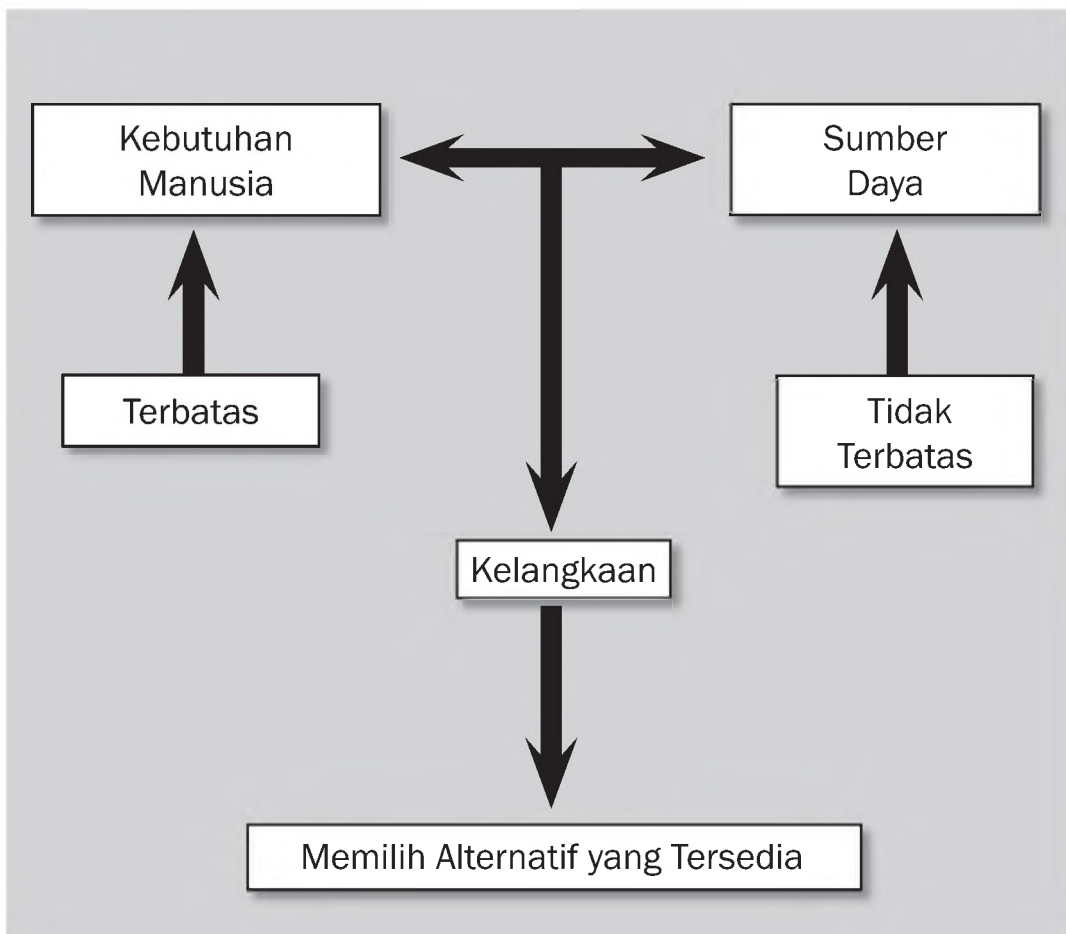 Kebutuhan
Manusia
Sumber
Daya
Terbatas
Tidak
Terbatas
Kelangkaan
Memilih Alternatif yang Tersedia